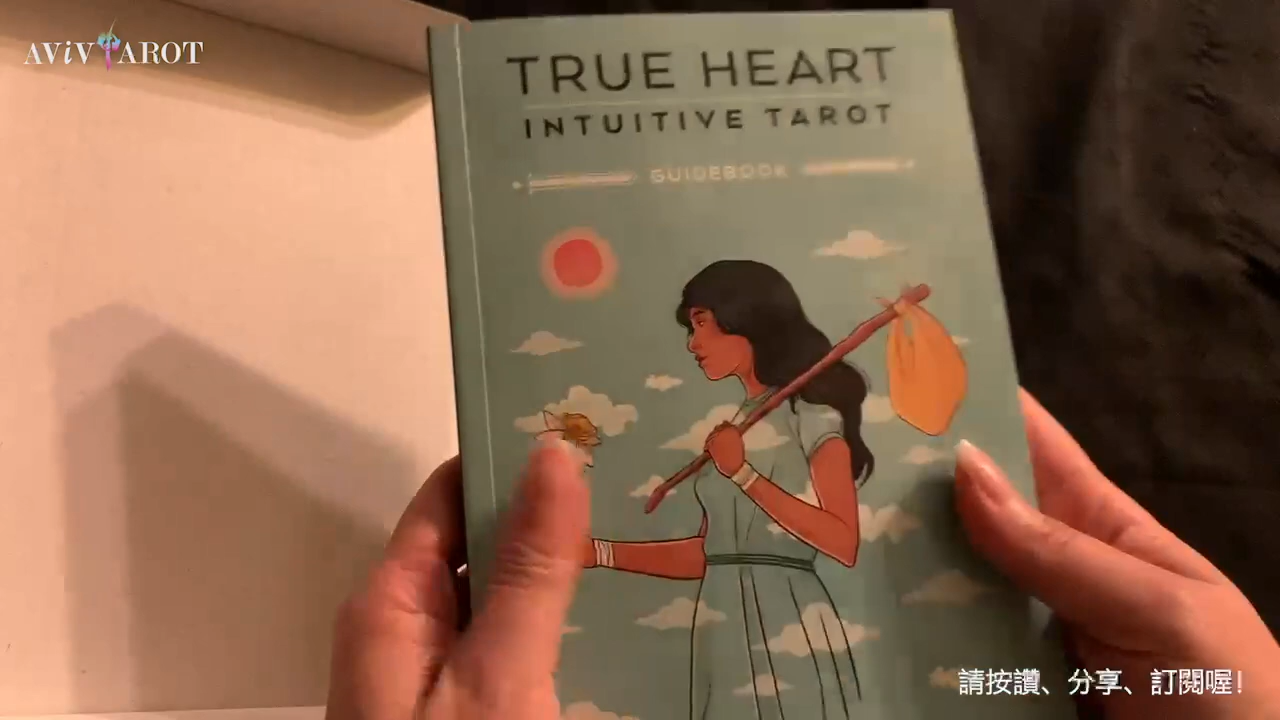 AViV TAROT
TRUE HEART
INTUITIVE TAROT
GUIDEBOOK
請按讚、分享、訂閱喔!